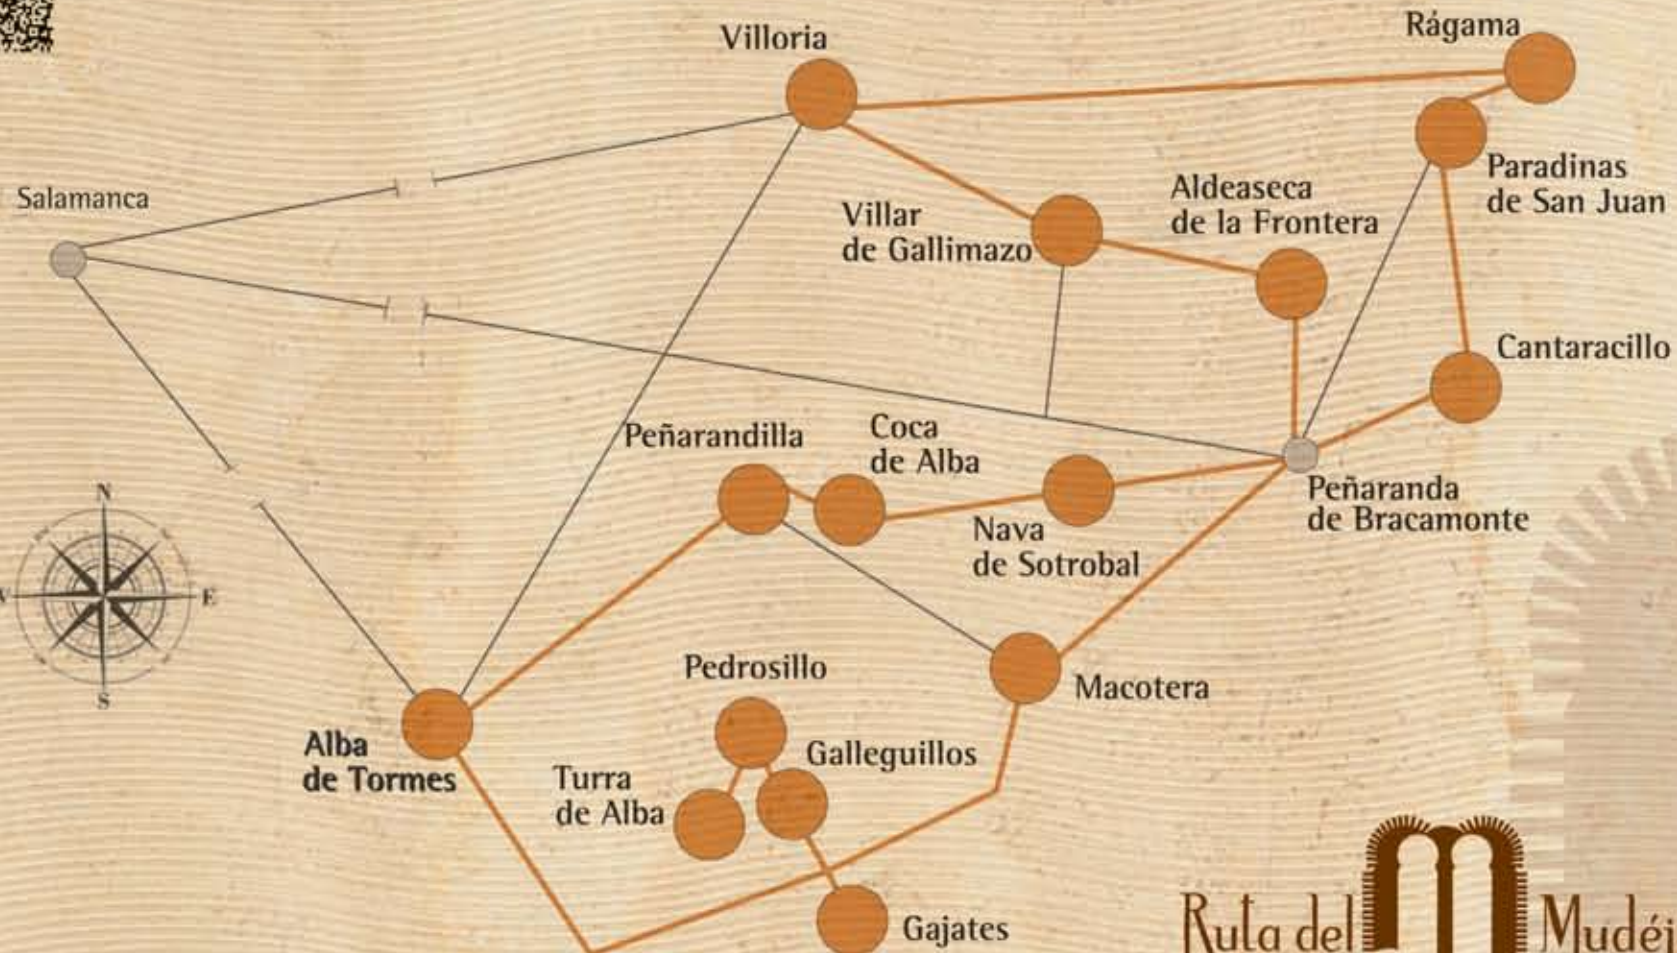 Villoria
Rágama
Salamanca
Paradinas
de San Juan
Aldeaseca
de la Frontera
Villar
de Gallimazo
Cantaracillo
Peñarandilla
Coca
de Alba
Peñaranda
de Bracamonte
Nava
de Sotrobal
N
E
S
Pedrosillo
Macotera
Alba
de Tormes
Galleguillos
Turra
de Alba
Gajates
Ruta del